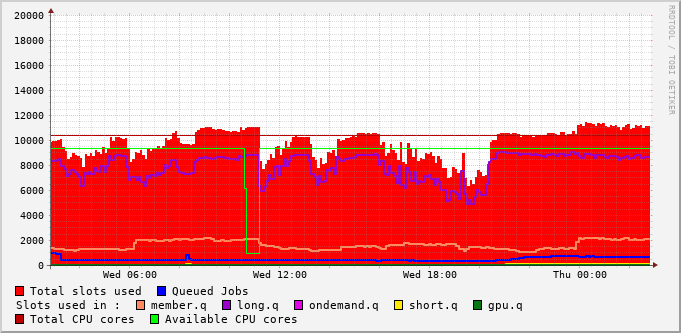 20000
18000
16000
14000
12000
10000
8000
6000
4000
2000
0
Wed 06:00 Wed 12:00 Wed 18:00 Thu 00:00
Total slots used Queued Jobs
Slots used in : member.q long.q ondemand.q short.q gpu.q
Total CPU cores Available CPU cores
RRDTOOL / TOBI OETIKER